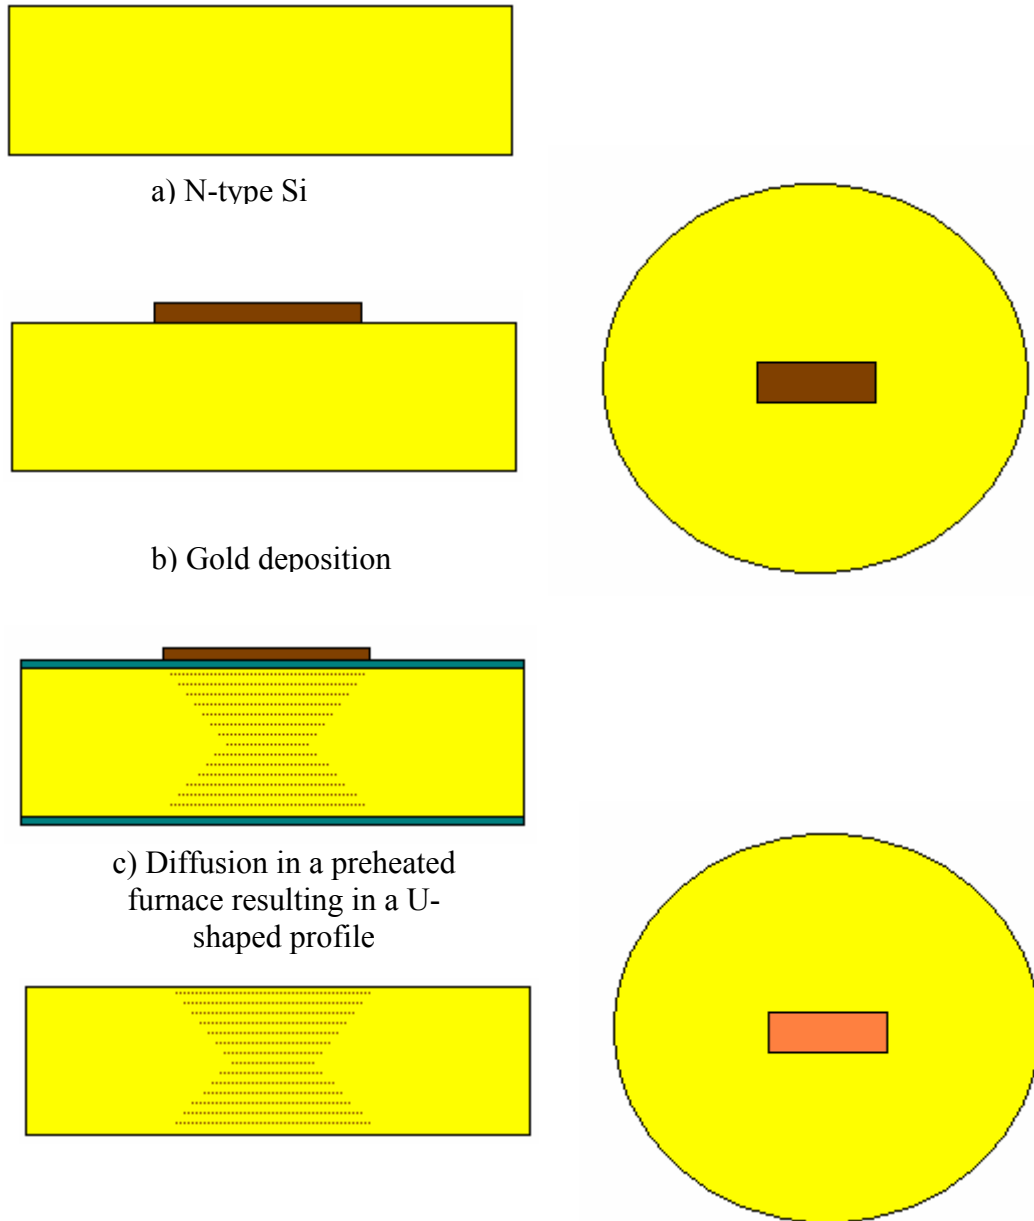 a) N-type Si
b) Gold deposition
c) Diffusion in a preheated
furnace resulting in a U-
shaped profile